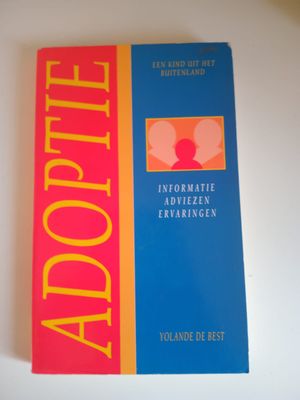 ADOPTIE
EEN KIND UIT HET
BUITENLAND
INFORMATIE
ADVIEZEN
ERVARINGEN
YOLANDE DE BEST